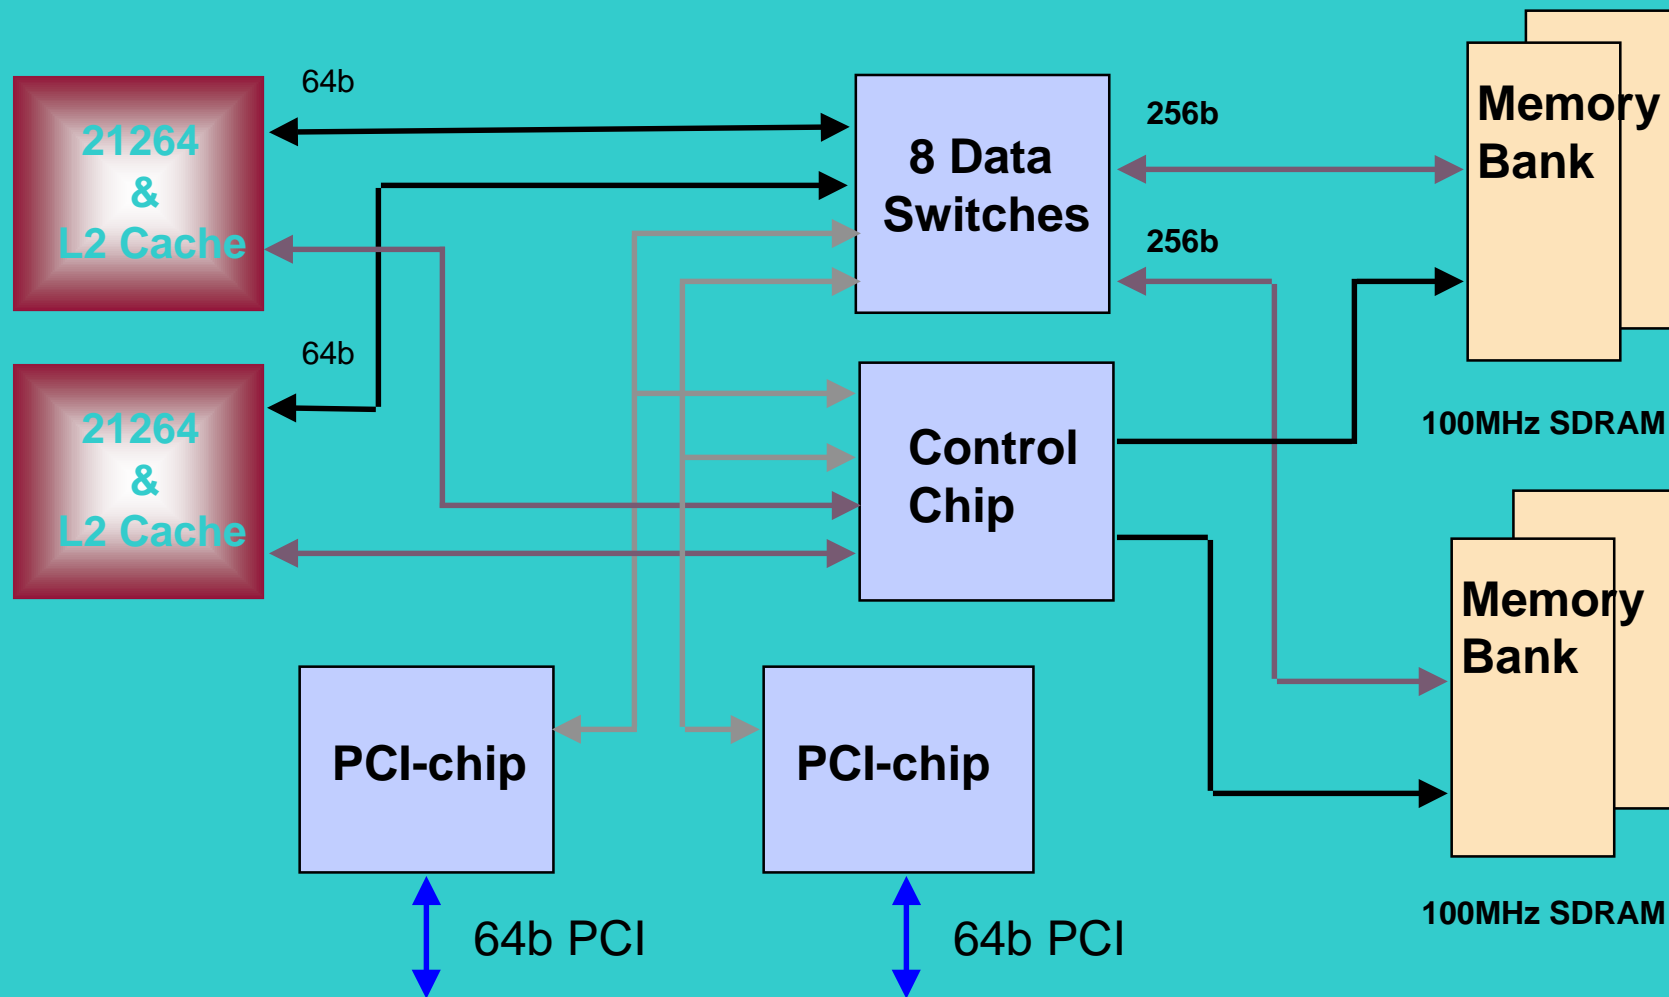 64b
21264
&
L2 Cache
8 Data
Switches
256b
256b
Memory
Bank
100MHz SDRAM
64b
21264
&
L2 Cache
Control
Chip
Memory
Bank
100MHz SDRAM
PCI-chip
PCI-chip
64b PCI
64b PCI